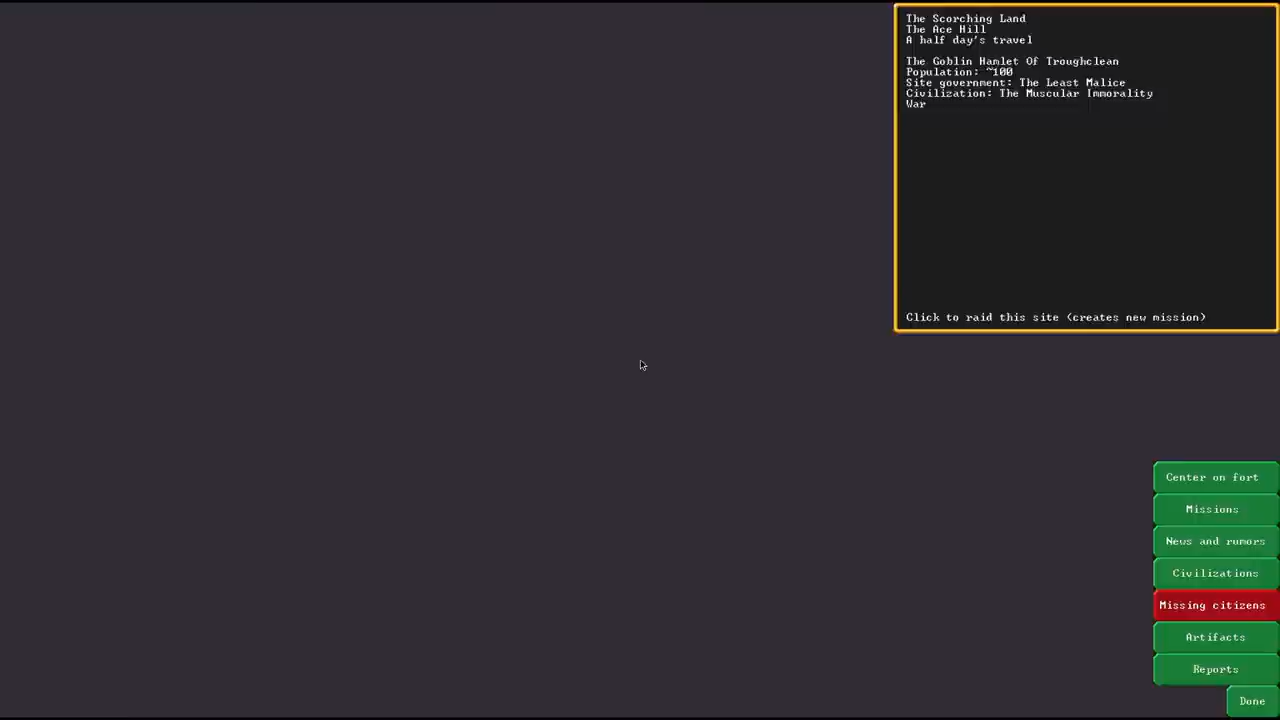 The Scorching Land
The Ace Hill
A half day's travel
The Goblin Hamlet Of Troughclean
Population: ~100
Site government: The Least Malice
Civilization: The Muscular Immorality
War
Click to raid this site (creates new mission)
Center on fort
Missions
News and rumors
Civilizations
Missing citizens
Artifacts
Reports
Done